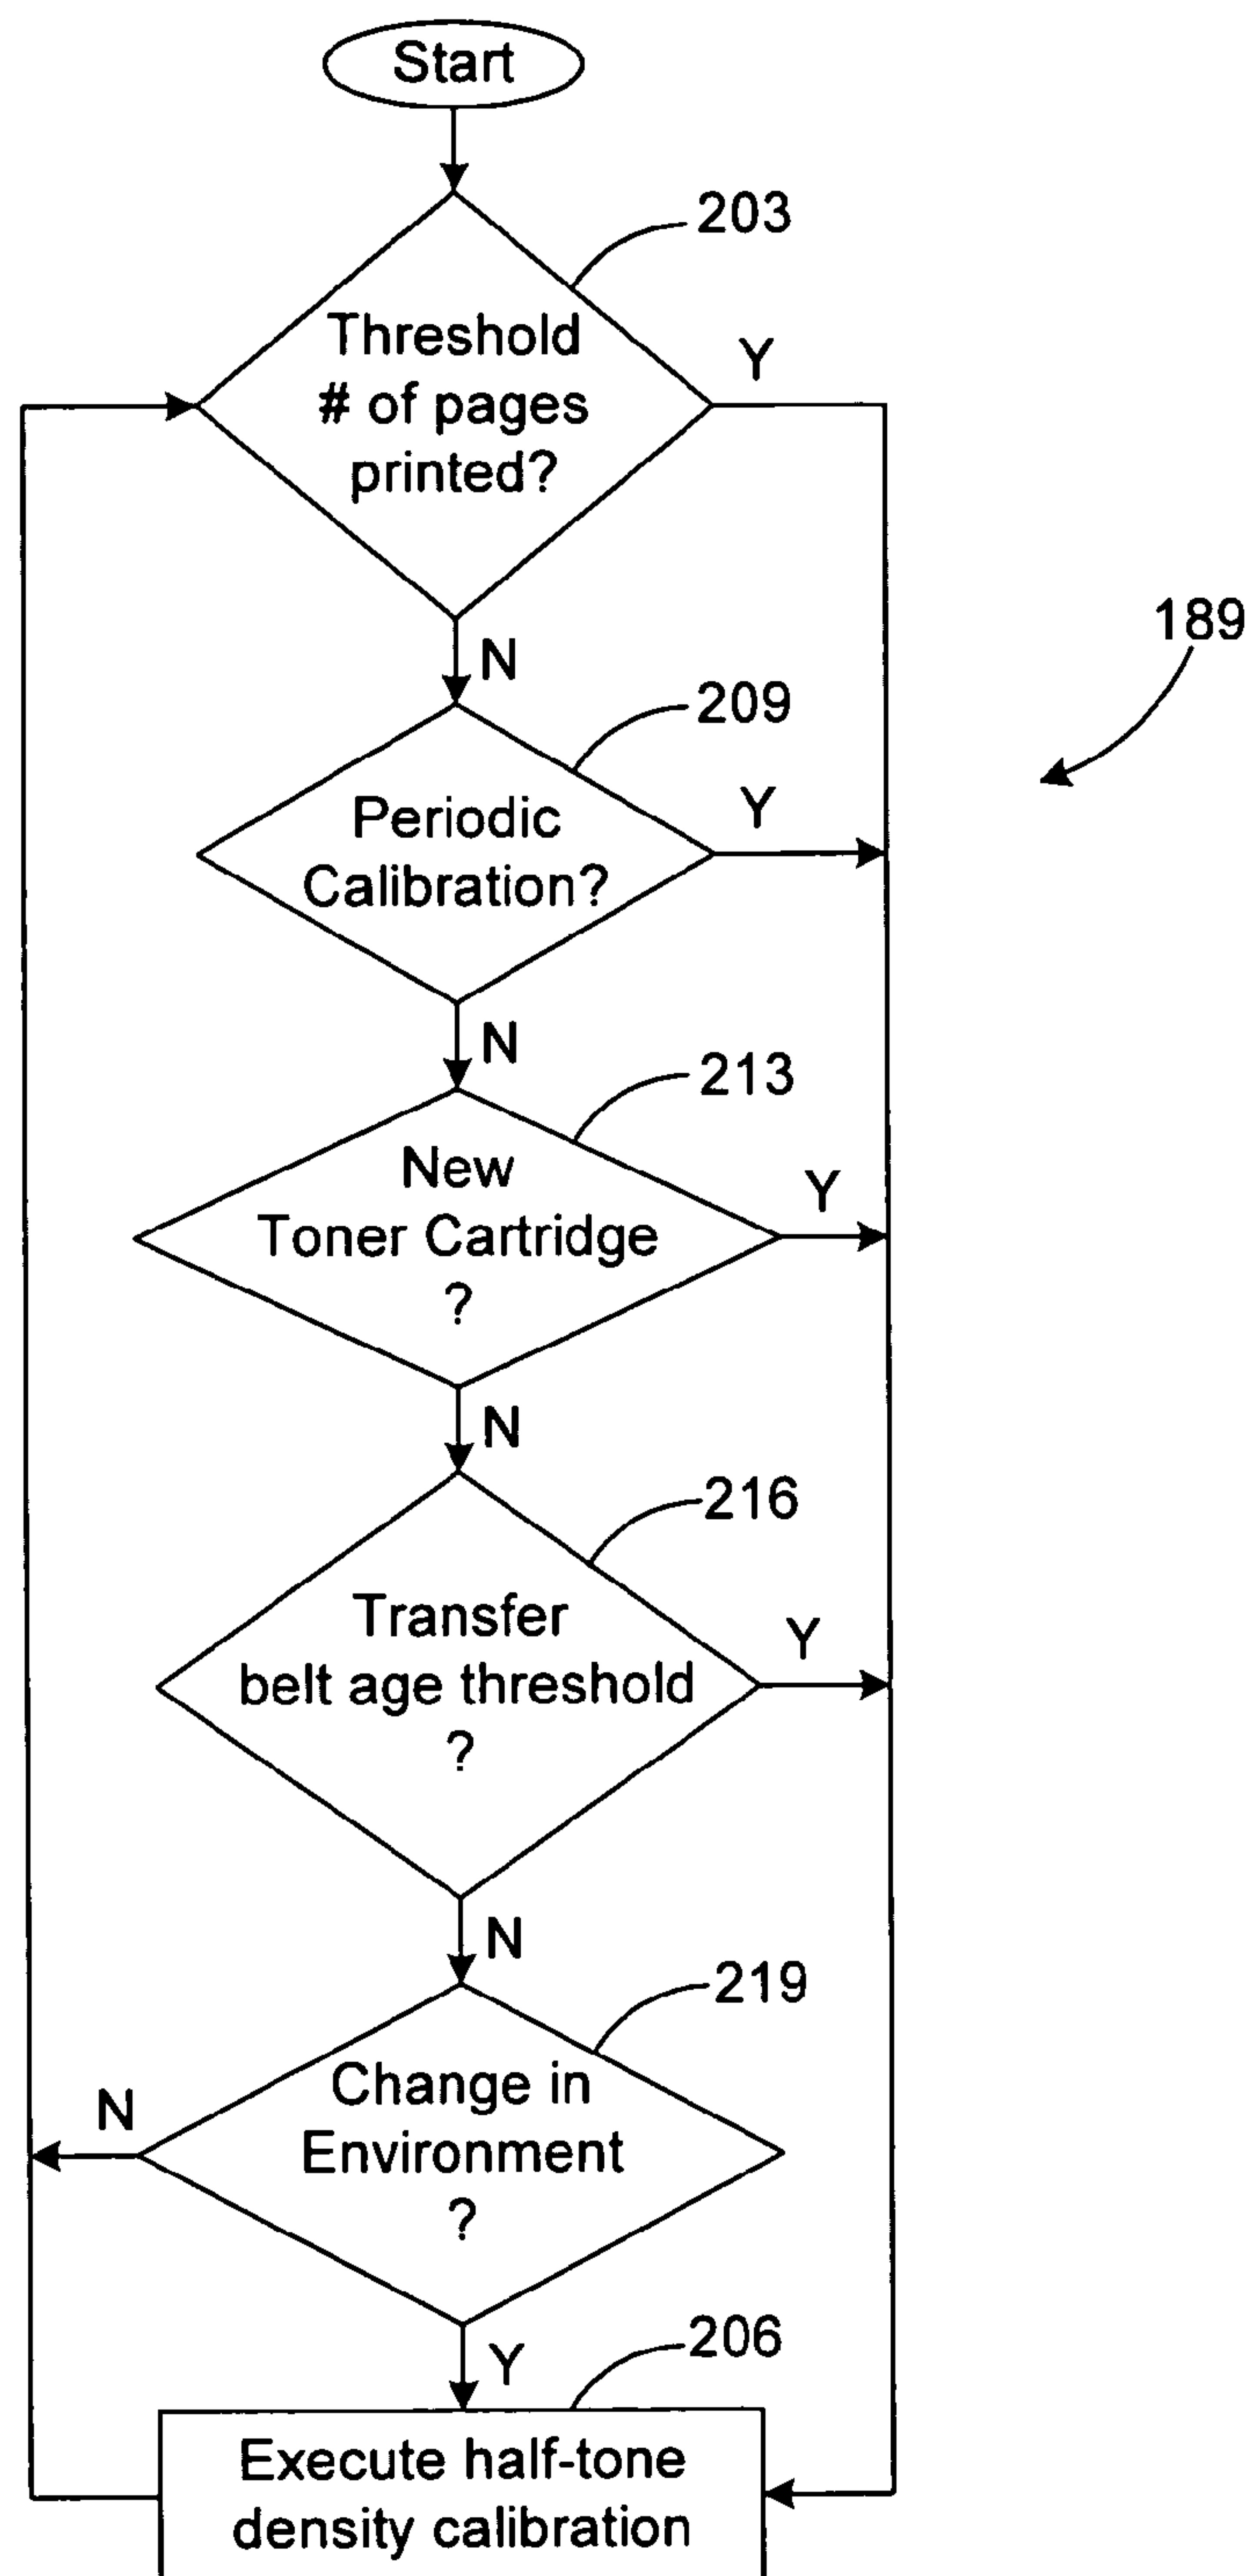 Start
203
Threshold
# of pages
printed?
Y
189
N
209
Periodic
Calibration?
Y
N
213
New
Toner Cartridge
?
Y
N
216
Transfer
belt age threshold
?
Y
N
219
Change in
Environment
?
N
Y
206
Execute half-tone
density calibration